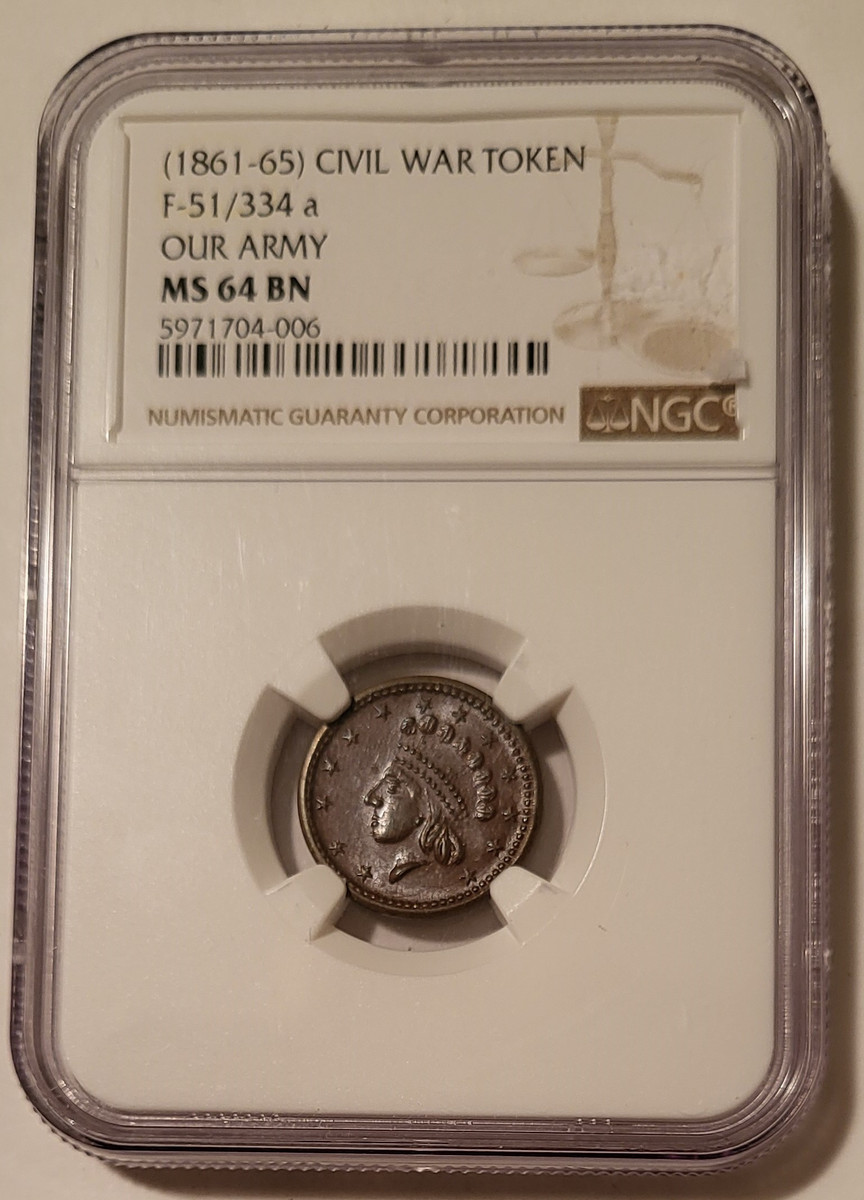 (1861-65) CIVIL WAR TOKEN
F-51/334 a
OUR ARMY
MS 64 BN
5971704-006
NUMISMATIC GUARANTY CORPORATION NGC®